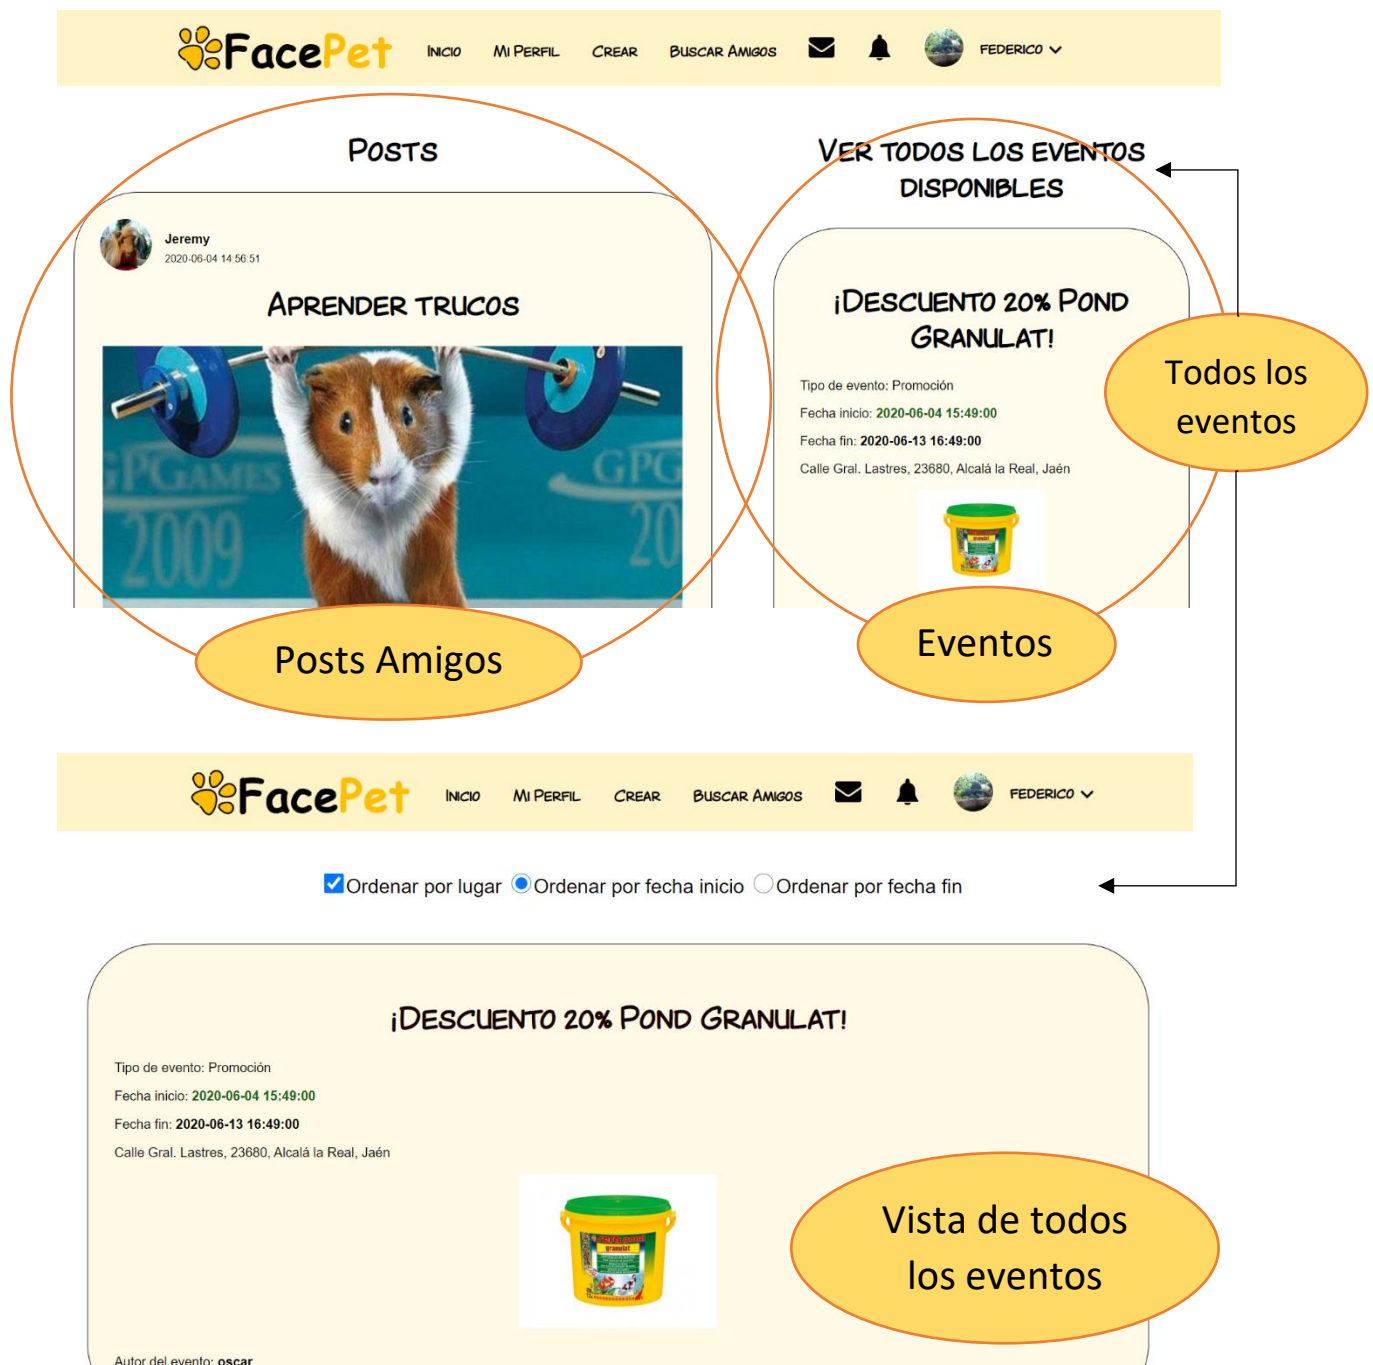 FacePet INICIO MI PERFIL CREAR BUSCAR AMIGOS FEDERICO
POSTS
VER TODOS LOS EVENTOS
DISPONIBLES
Jeremy
2020-06-04 14:56:51
APRENDER TRUCOS
GPGAMES
2009
GPG
20
¡DESCUENTO 20% POND
GRANULAT!
Tipo de evento: Promoción
Fecha inicio: 2020-06-04 15:49:00
Fecha fin: 2020-06-13 16:49:00
Calle Gral. Lastres, 23680, Alcalá la Real, Jaén
granulat
Todos los
eventos
Posts Amigos
Eventos
FacePet INICIO MI PERFIL CREAR BUSCAR AMIGOS FEDERICO
Ordenar por lugar Ordenar por fecha inicio Ordenar por fecha fin
¡DESCUENTO 20% POND GRANULAT!
Tipo de evento: Promoción
Fecha inicio: 2020-06-04 15:49:00
Fecha fin: 2020-06-13 16:49:00
Calle Gral. Lastres, 23680, Alcalá la Real, Jaén
granulat
Vista de todos
los eventos
Autor del evento: oscar